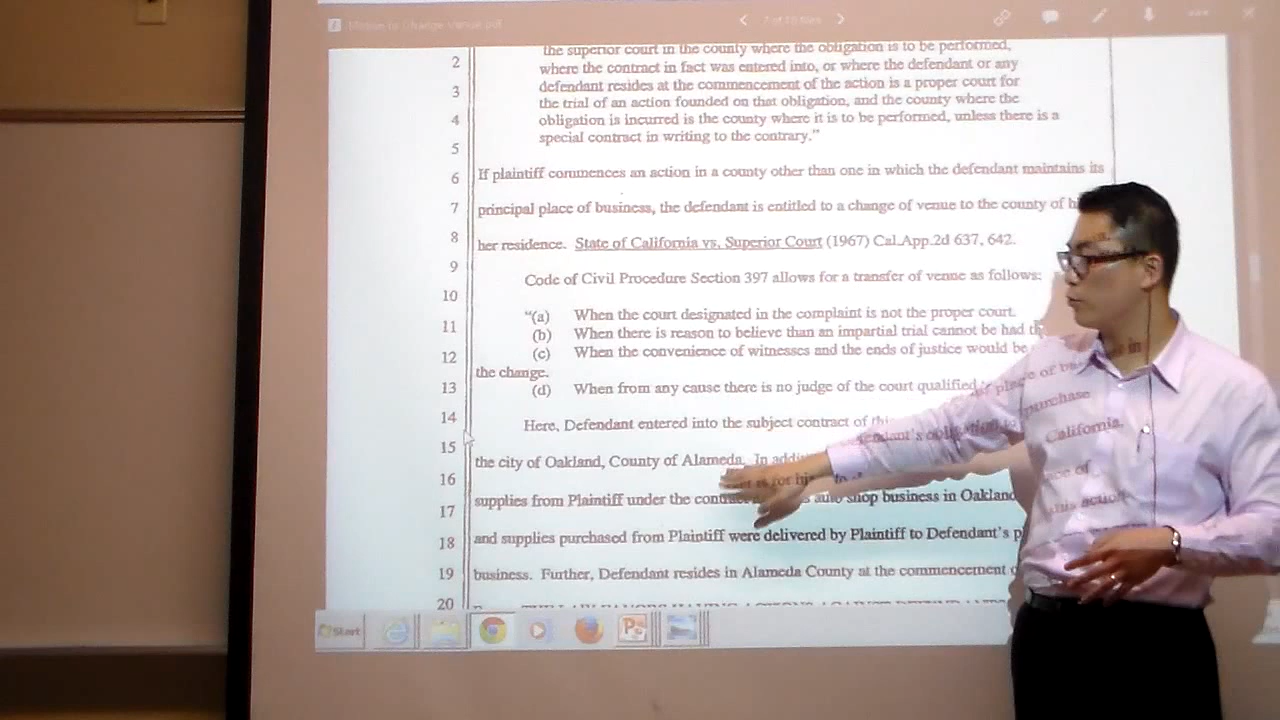 Motion to Change Venue.pdf
2
3
4
5
6
7
8
9
10
11
12
13
14
15
16
17
18
19
20
the superior court in the county where the obligation is to be performed,
where the contract in fact was entered into, or where the defendant or any
defendant resides at the commencement of the action is a proper court for
the trial of an action founded on that obligation, and the county where the
obligation is incurred is the county where it is to be performed, unless there is a
special contract in writing to the contrary."
If plaintiff commences an action in a county other than one in which the defendant maintains its
principal place of business, the defendant is entitled to a change of venue to the county of
her residence. State of California vs. Superior Court (1967) Cal.App.2d 637, 642.
Code of Civil Procedure Section 397 allows for a transfer of venue as follows:
"(a) When the court designated in the complaint is not the proper court.
(b) When there is reason to believe than an impartial trial cannot be had
(c) When the convenience of witnesses and the ends of justice would be
the change.
(d) When from any cause there is no judge of the court qualified
Here, Defendant entered into the subject contract of
place of
purchase
in
the city of Oakland, County of Alameda. In
California,
supplies from Plaintiff under the shop business in Oakland
of
this action
and supplies purchased from Plaintiff were delivered by Plaintiff to Defendant's
business. Further, Defendant resides in Alameda County at the commencement
Start